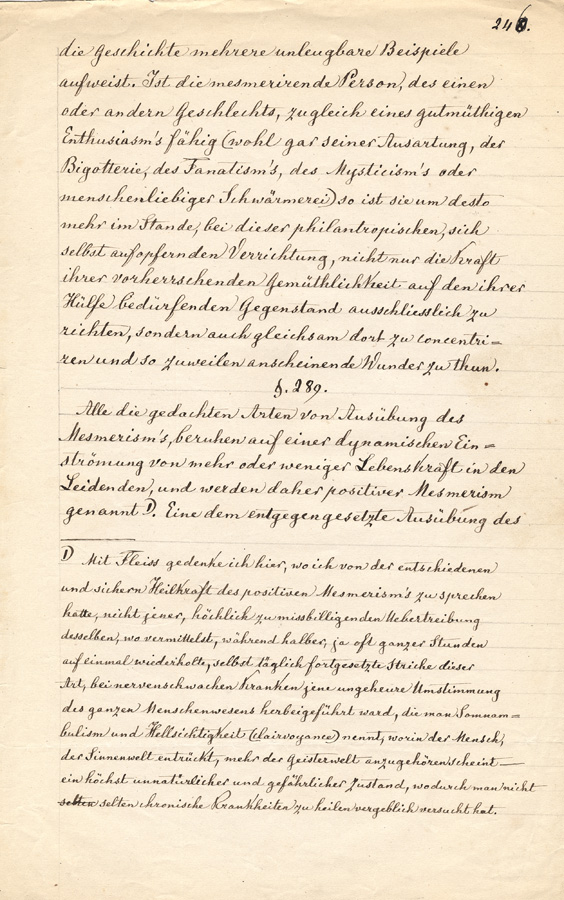 246.
die Geschichte mehrere unleugbare Beispiele
aufweist. Ist die mesmerirende Person, des einen
oder andern Geschlechts, zugleich eines gutmüthigen
Enthusiasm's fähig (wohl gar seiner Ausartung, der
Bigotterie, des Fanatism's, des Mysticism's oder
menschenliebiger Schwärmerei) so ist sie um desto
mehr im Stande, bei dieser philantropischen, sich
selbst aufopfernden Verrichtung, nicht nur die Kraft
ihrer vorherrschenden Gemüthlichkeit auf den ihrer
Hülfe bedürfenden Gegenstand ausschliesslich zu
richten, sondern auch gleichsam dort zu concentri=
ren und so zuweilen anscheinende Wunder zu thun.
§. 289.
Alle die gedachten Arten von Ausübung des
Mesmerism's, beruhen auf einer dynamischen Ein=
strömung von mehr oder weniger Lebenskraft in den
Leidenden, und werden daher positiver Mesmerism
genannt 1). Eine dem entgegengesetzte Ausübung des
1) Mit Fleiss gedenke ich hier, wo ich von der entschiedenen
und sichern Heilkraft des positiven Mesmerism's zu sprechen
hatte, nicht jener, höchlich zu missbilligenden Uebertreibung
desselben, wo vermittelst, während halber, ja oft ganzer Stunden
auf einmal wiederholte, selbst täglich fortgesetzte Striche dieser
Art, bei nervenschwachen Kranken jene ungeheure Umstimmung
des ganzen Menschenwesens herbeigeführt ward, die man Somnam=
bulism und Hellsichtigkeit (clairvoyance) nennt, worin der Mensch,
der Sinnenwelt entrückt, mehr der Geisterwelt anzugehören scheint—
ein höchst unnatürlicher und gefährlicher Zustand, wodurch man nicht
selten selten chronische Krankheiten zu heilen vergeblich versucht hat.